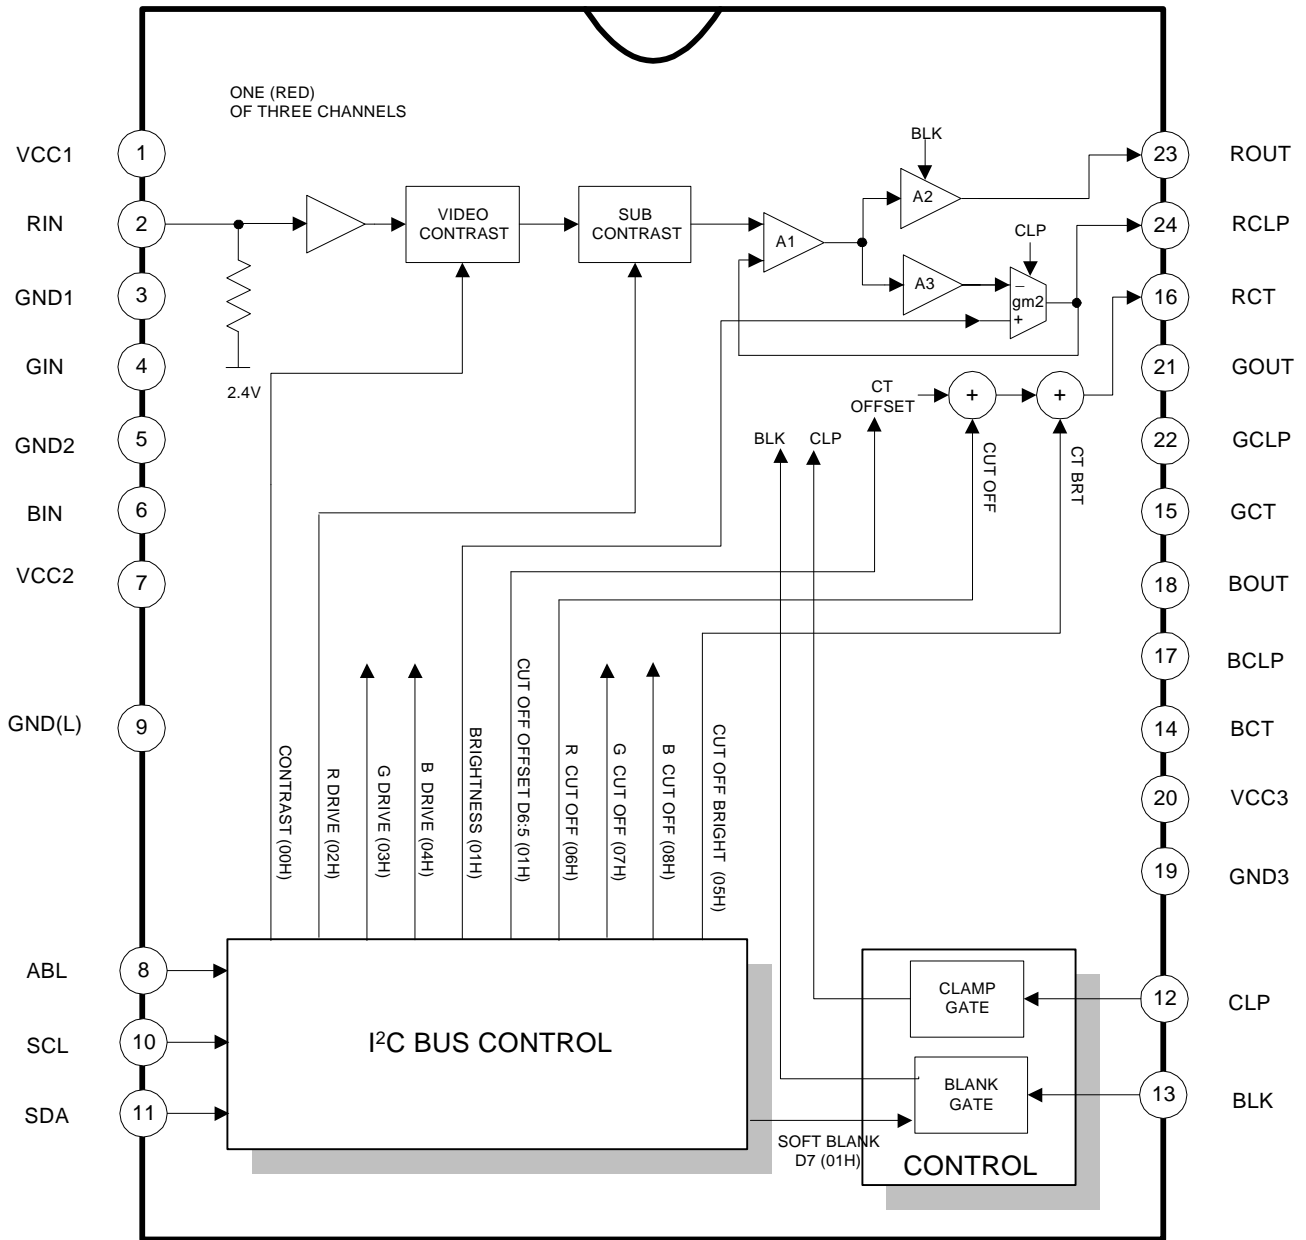 ONE (RED)
OF THREE CHANNELS
VCC1
1
RIN
2
GND1
3
GIN
4
GND2
5
BIN
6
VCC2
7
GND(L)
9
ABL
8
SCL
10
SDA
11
2.4V
VIDEO
CONTRAST
SUB
CONTRAST
A1
BLK
A2
A3
CLP
−
gm2
+
CT
OFFSET
+
+
BLK
CLP
CUT OFF
CT BRT
CONTRAST (00H)
R DRIVE (02H)
G DRIVE (03H)
B DRIVE (04H)
BRIGHTNESS (01H)
CUT OFF OFFSET D6:5 (01H)
R CUT OFF (06H)
G CUT OFF (07H)
B CUT OFF (08H)
CUT OFF BRIGHT (05H)
I²C BUS CONTROL
CLAMP
GATE
BLANK
GATE
SOFT BLANK
D7 (01H)
CONTROL
23
ROUT
24
RCLP
16
RCT
21
GOUT
22
GCLP
15
GCT
18
BOUT
17
BCLP
14
BCT
20
VCC3
19
GND3
12
CLP
13
BLK